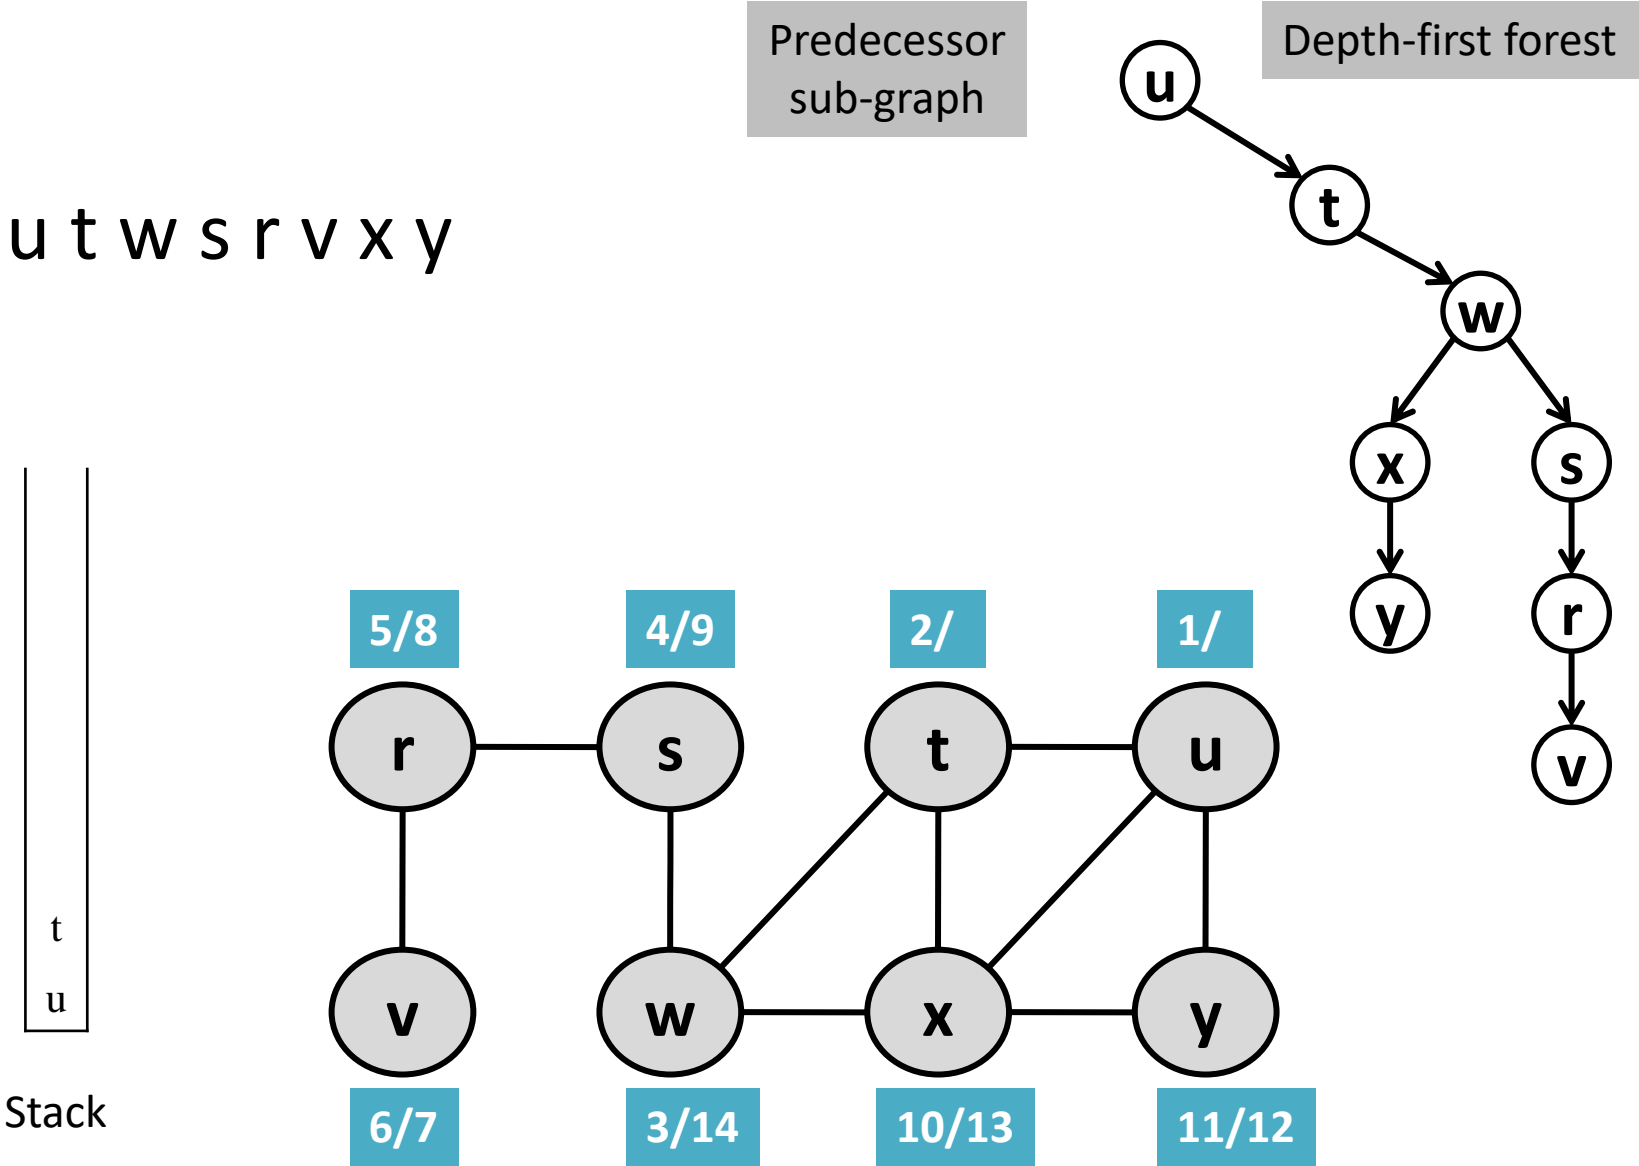 Predecessor
sub-graph
Depth-first forest
u
t
u t w s r v x y
w
x s
y r
5/8 4/9 2/ 1/
r s t u
v
t
u
v w x y
Stack
6/7 3/14 10/13 11/12